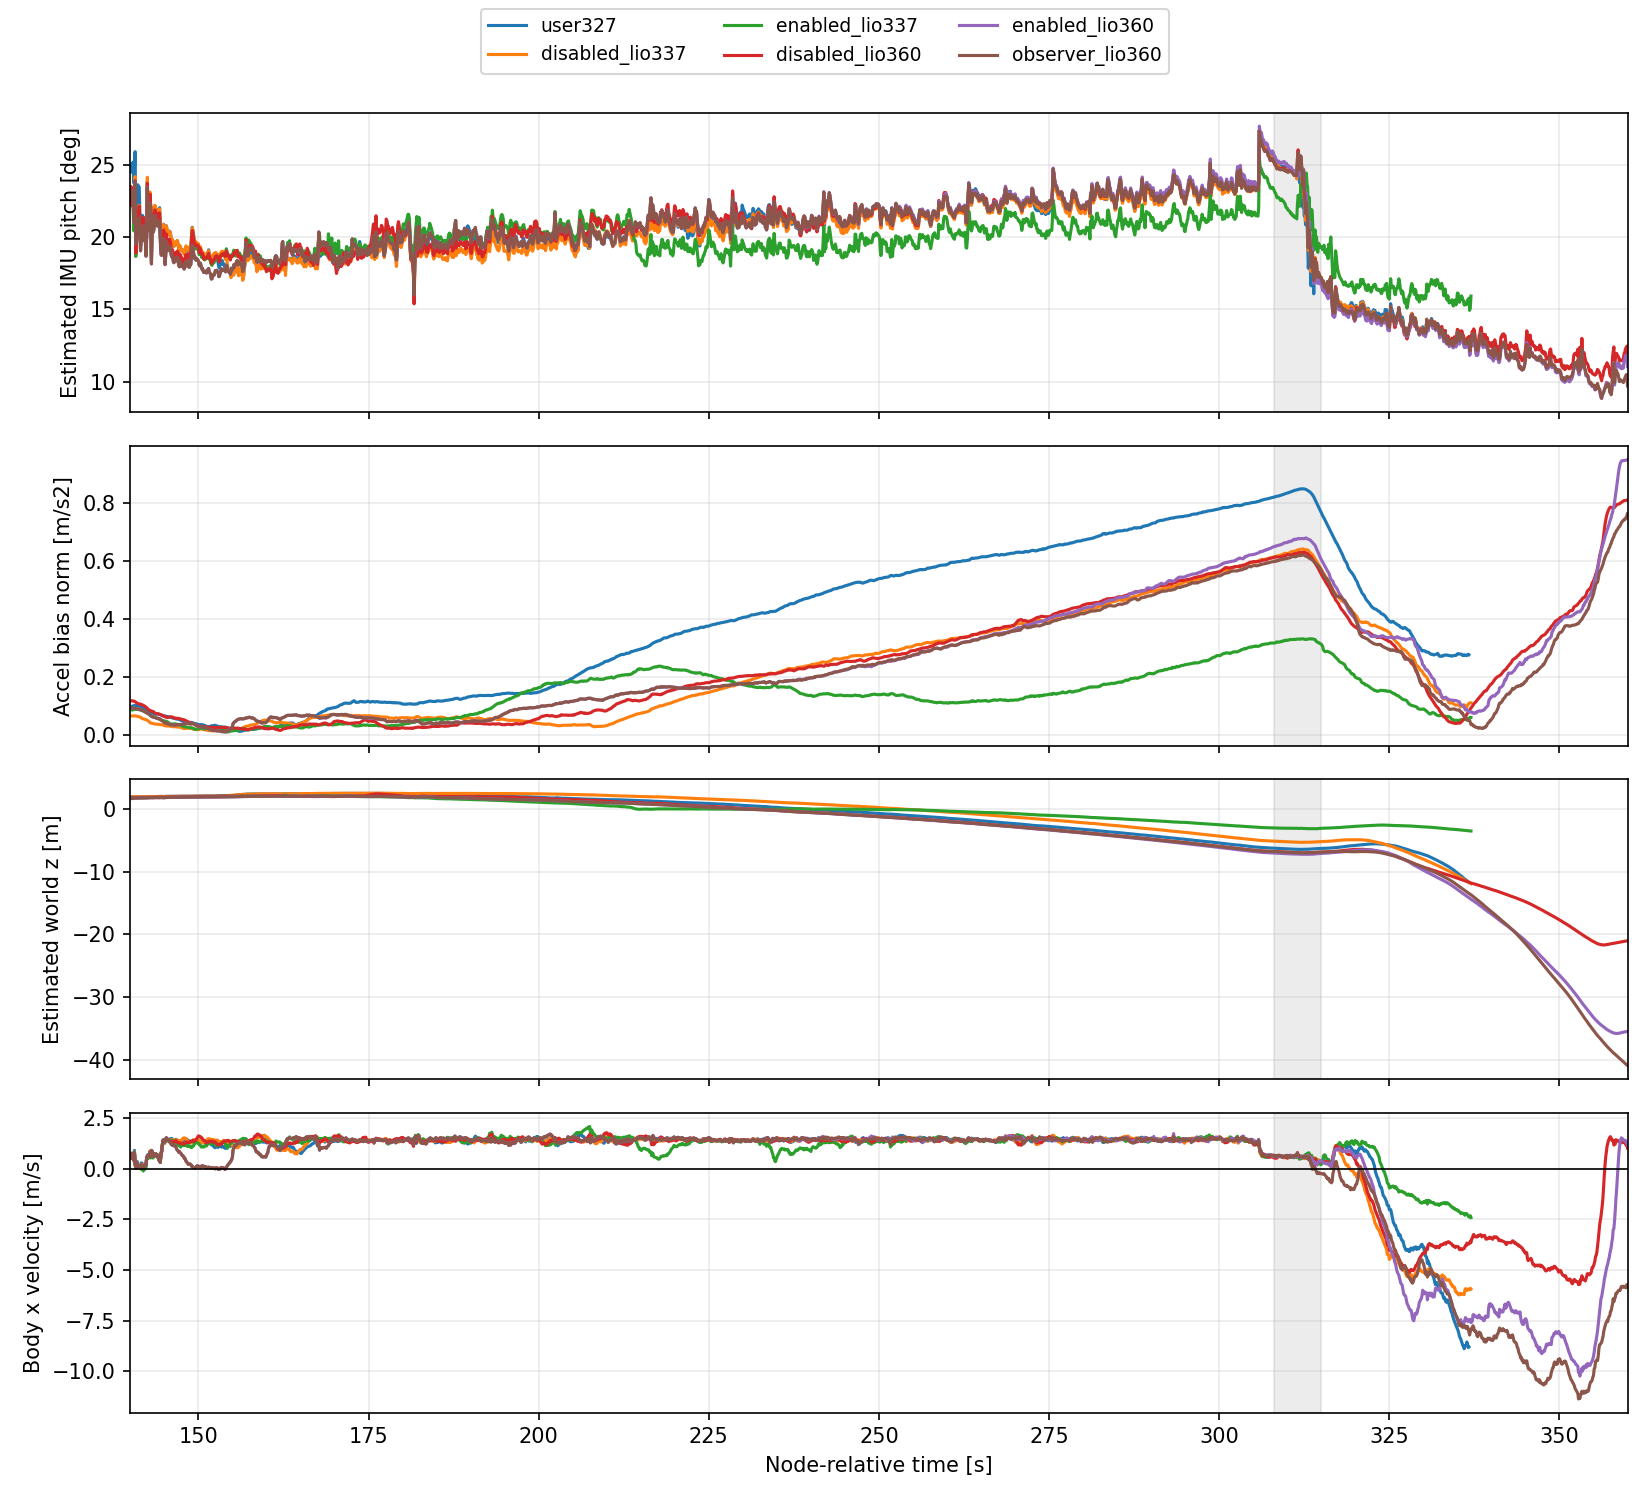 user327 enabled_lio337 enabled_lio360
disabled_lio337 disabled_lio360 observer_lio360
Estimated IMU pitch [deg]
25
20
15
10
Accel bias norm [m/s2]
0.8
0.6
0.4
0.2
0.0
Estimated world z [m]
0
−10
−20
−30
−40
Body x velocity [m/s]
2.5
0.0
−2.5
−5.0
−7.5
−10.0
150 175 200 225 250 275 300 325 350
Node-relative time [s]